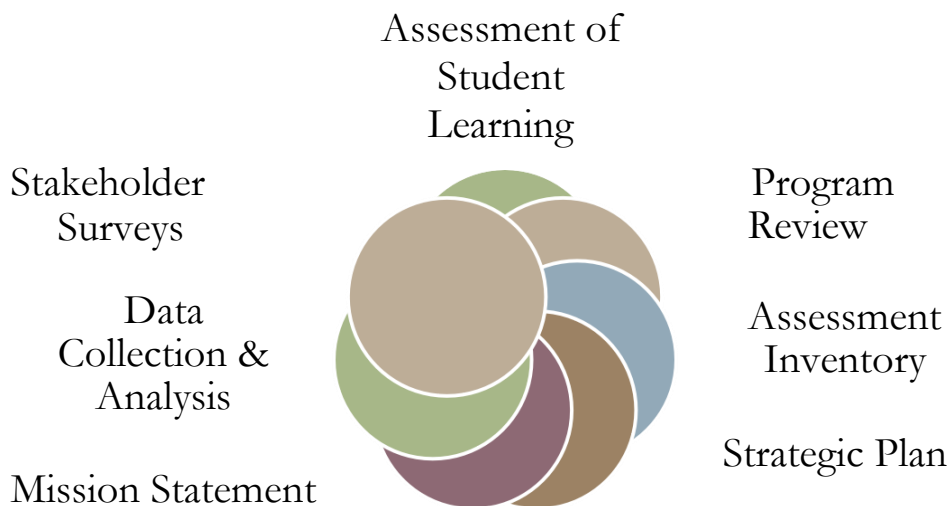 Assessment of
Student
Learning
Stakeholder
Surveys
Program
Review
Data
Collection &
Analysis
Assessment
Inventory
Mission Statement
Strategic Plan